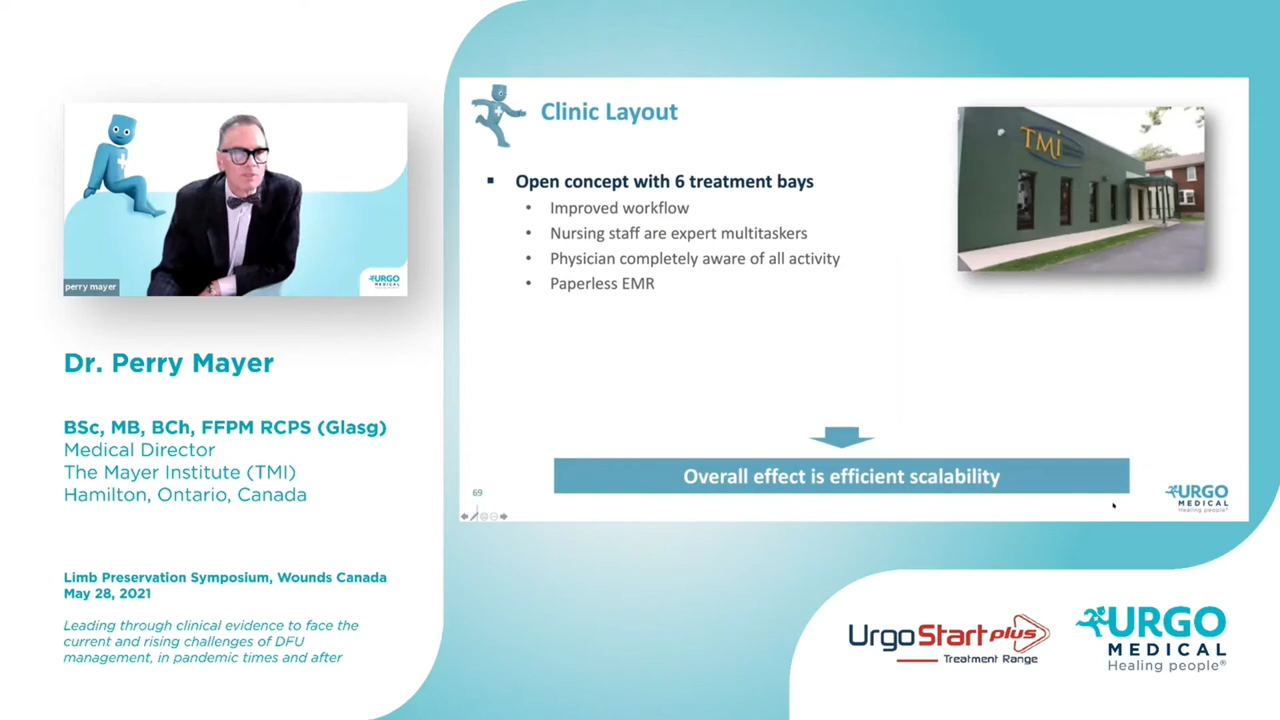 perry mayer
URGO
MEDICAL
Dr. Perry Mayer
BSc, MB, BCh, FFPM RCPS (Glasg)
Medical Director
The Mayer Institute (TMI)
Hamilton, Ontario, Canada
Limb Preservation Symposium, Wounds Canada
May 28, 2021
Leading through clinical evidence to face the
current and rising challenges of DFU
management, in pandemic times and after
Clinic Layout
TMi
▪ Open concept with 6 treatment bays
• Improved workflow
• Nursing staff are expert multitaskers
• Physician completely aware of all activity
• Paperless EMR
Overall effect is efficient scalability
69
URGO
MEDICAL
Healing people®
UrgoStart plus
Treatment Range
URGO
MEDICAL
Healing people®